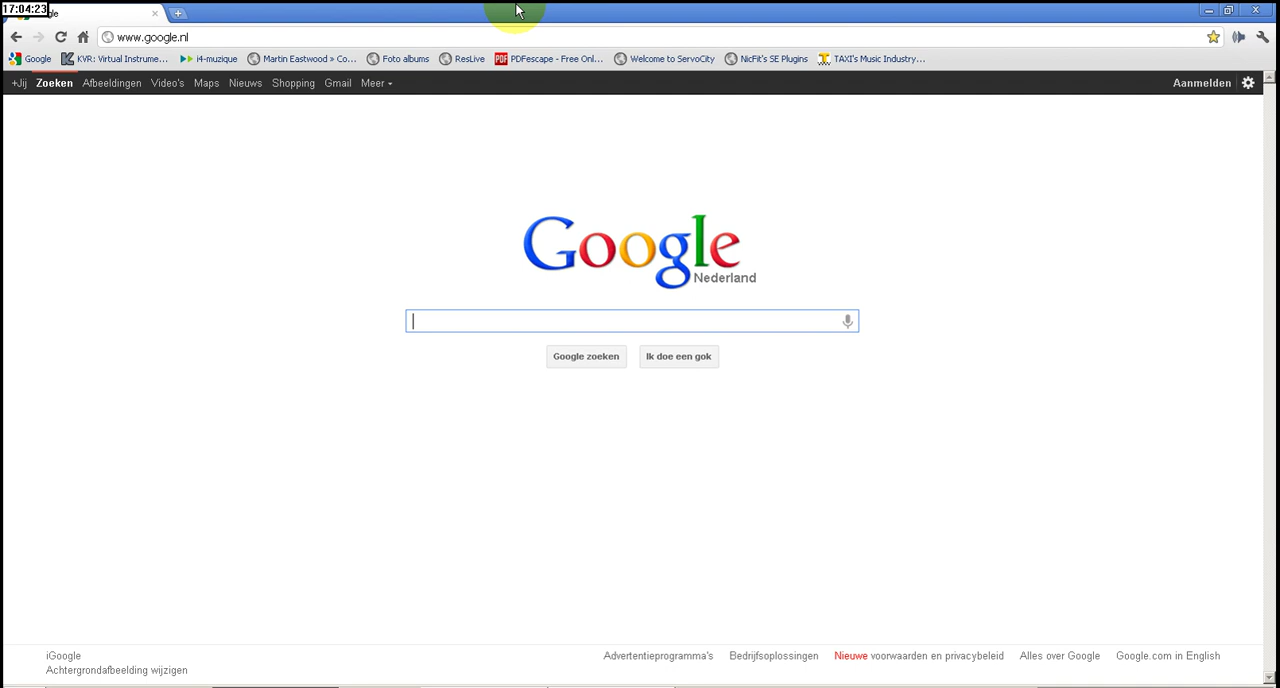 17:04:23
gle
www.google.nl
Google KVR: Virtual Instrume... i4-muzique Martin Eastwood » Co... Foto albums ResLive PDFescape - Free Onl... Welcome to ServoCity NicFit's SE Plugins TAXI's Music Industry...
+Jij Zoeken Afbeeldingen Video's Maps Nieuws Shopping Gmail Meer Aanmelden
Google
Nederland
Google zoeken Ik doe een gok
iGoogle Advertentieprogramma's Bedrijfsoplossingen Nieuwe voorwaarden en privacybeleid Alles over Google Google.com in English
Achtergrondafbeelding wijzigen